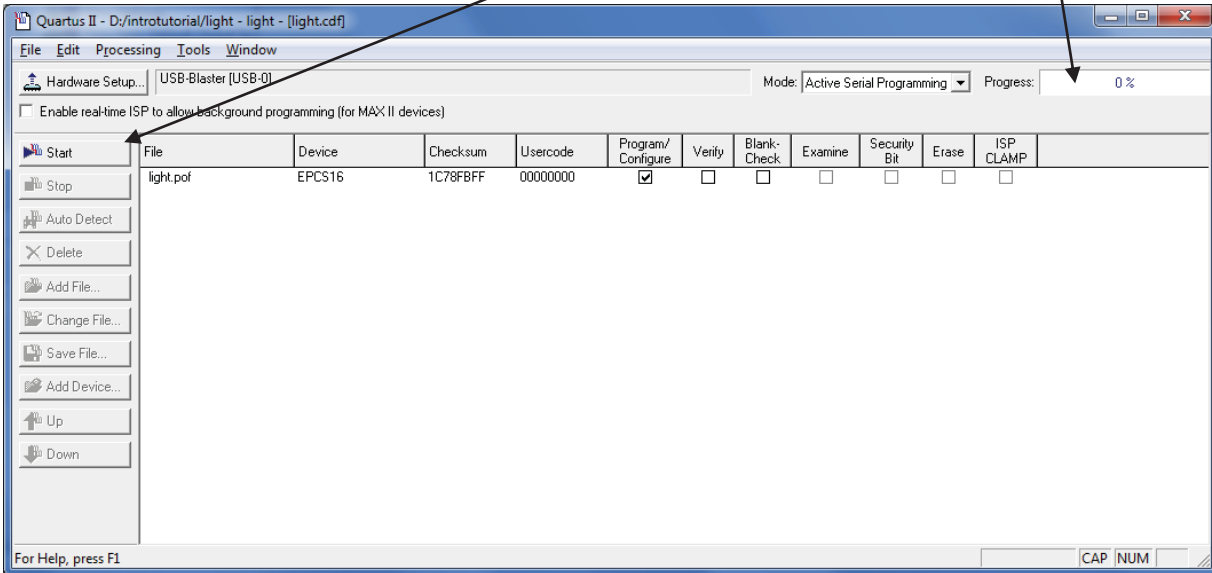 Quartus II - D:/introtutorial/light - light - [light.cdf]
File Edit Processing Tools Window
Hardware Setup... USB-Blaster [USB-0] Mode: Active Serial Programming Progress: 0 %
Enable real-time ISP to allow background programming (for MAX II devices)
Start File Device Checksum Usercode Program/Configure Verify Blank-Check Examine Security Bit Erase ISP CLAMP
light.pof EPCS16 1C78FBFF 00000000
Stop
Auto Detect
Delete
Add File...
Change File...
Save File...
Add Device...
Up
Down
For Help, press F1 CAP NUM